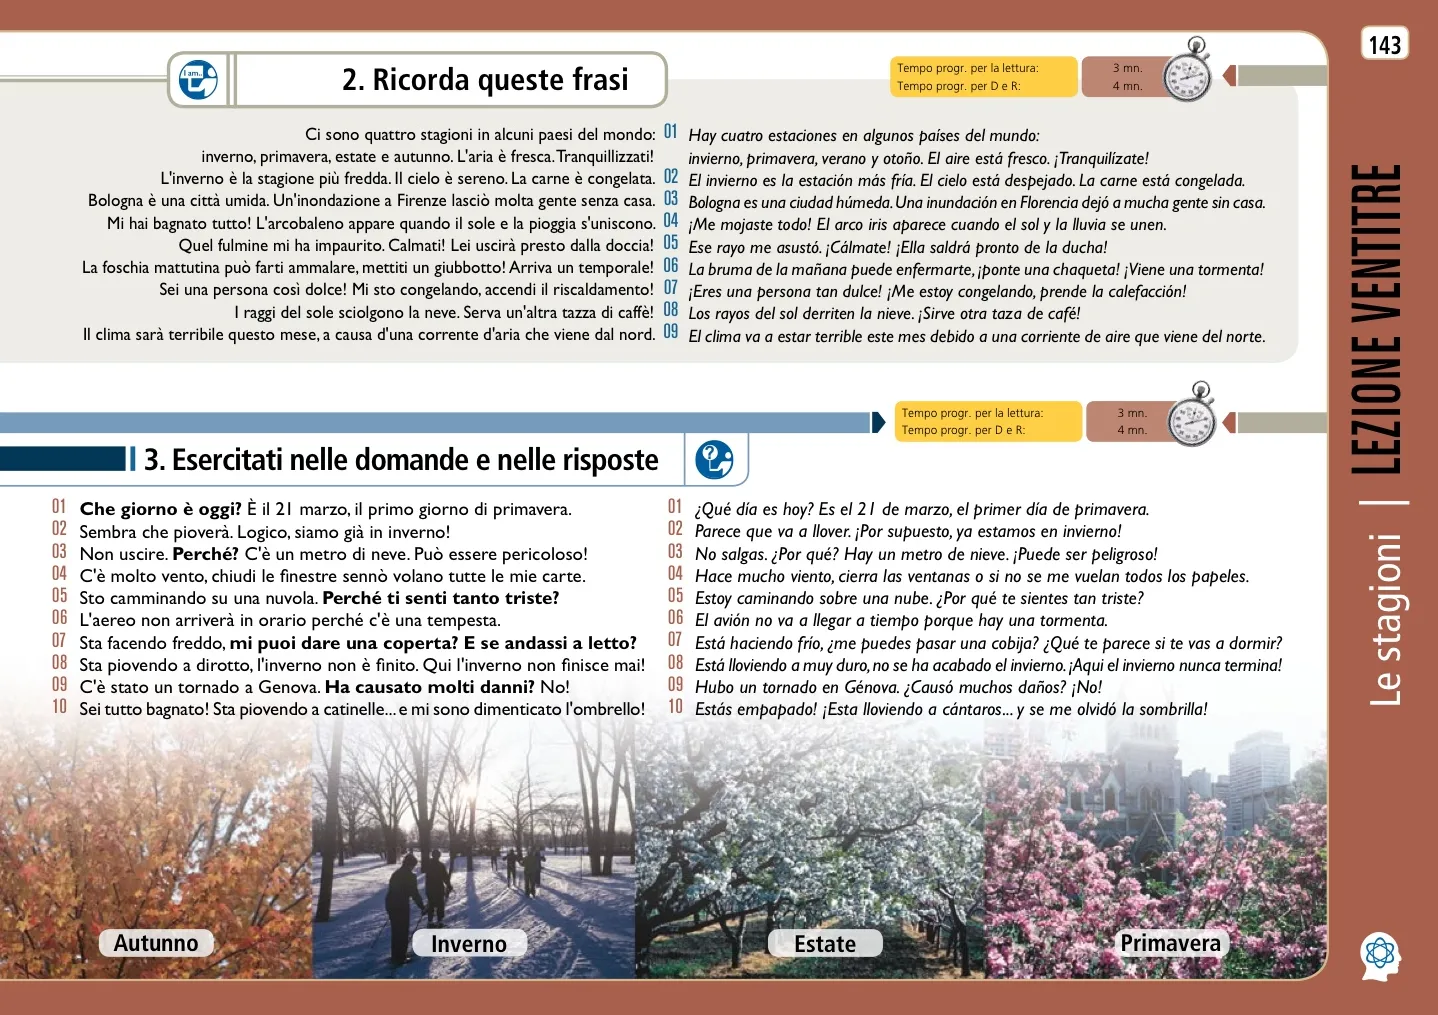 143
I am...
2. Ricorda queste frasi
Tempo progr. per la lettura: 3 mn.
Tempo progr. per D e R: 4 mn.
Ci sono quattro stagioni in alcuni paesi del mondo:
inverno, primavera, estate e autunno. L'aria è fresca. Tranquillizzati!
L'inverno è la stagione più fredda. Il cielo è sereno. La carne è congelata.
Bologna è una città umida. Un'inondazione a Firenze lasciò molta gente senza casa.
Mi hai bagnato tutto! L'arcobaleno appare quando il sole e la pioggia s'uniscono.
Quel fulmine mi ha impaurito. Calmati! Lei uscirà presto dalla doccia!
La foschia mattutina può farti ammalare, mettiti un giubbotto! Arriva un temporale!
Sei una persona così dolce! Mi sto congelando, accendi il riscaldamento!
I raggi del sole sciolgono la neve. Serva un'altra tazza di caffè!
Il clima sarà terribile questo mese, a causa d'una corrente d'aria che viene dal nord.
01 Hay cuatro estaciones en algunos países del mundo:
invierno, primavera, verano y otoño. El aire está fresco. ¡Tranquilízate!
02 El invierno es la estación más fría. El cielo está despejado. La carne está congelada.
03 Bologna es una ciudad húmeda. Una inundación en Florencia dejó a mucha gente sin casa.
04 ¡Me mojaste todo! El arco iris aparece cuando el sol y la lluvia se unen.
05 Ese rayo me asustó. ¡Cálmate! ¡Ella saldrá pronto de la ducha!
06 La bruma de la mañana puede enfermarte, ¡ponte una chaqueta! ¡Viene una tormenta!
07 ¡Eres una persona tan dulce! ¡Me estoy congelando, prende la calefacción!
08 Los rayos del sol derriten la nieve. ¡Sirve otra taza de café!
09 El clima va a estar terrible este mes debido a una corriente de aire que viene del norte.
Tempo progr. per la lettura: 3 mn.
Tempo progr. per D e R: 4 mn.
3. Esercitati nelle domande e nelle risposte
01 Che giorno è oggi? È il 21 marzo, il primo giorno di primavera.
02 Sembra che pioverà. Logico, siamo già in inverno!
03 Non uscire. Perché? C'è un metro di neve. Può essere pericoloso!
04 C'è molto vento, chiudi le finestre sennò volano tutte le mie carte.
05 Sto camminando su una nuvola. Perché ti senti tanto triste?
06 L'aereo non arriverà in orario perché c'è una tempesta.
07 Sta facendo freddo, mi puoi dare una coperta? E se andassi a letto?
08 Sta piovendo a dirotto, l'inverno non è finito. Qui l'inverno non finisce mai!
09 C'è stato un tornado a Genova. Ha causato molti danni? No!
10 Sei tutto bagnato! Sta piovendo a catinelle... e mi sono dimenticato l'ombrello!
01 ¿Qué día es hoy? Es el 21 de marzo, el primer día de primavera.
02 Parece que va a llover. ¡Por supuesto, ya estamos en invierno!
03 No salgas. ¿Por qué? Hay un metro de nieve. ¡Puede ser peligroso!
04 Hace mucho viento, cierra las ventanas o si no se me vuelan todos los papeles.
05 Estoy caminando sobre una nube. ¿Por qué te sientes tan triste?
06 El avión no va a llegar a tiempo porque hay una tormenta.
07 Está haciendo frío, ¿me puedes pasar una cobija? ¿Qué te parece si te vas a dormir?
08 Está lloviendo a muy duro, no se ha acabado el invierno. ¡Aqui el invierno nunca termina!
09 Hubo un tornado en Génova. ¿Causó muchos daños? ¡No!
10 Estás empapado! ¡Esta lloviendo a cántaros... y se me olvidó la sombrilla!
Autunno
Inverno
Estate
Primavera
Le stagioni | LEZIONE VENTITRE